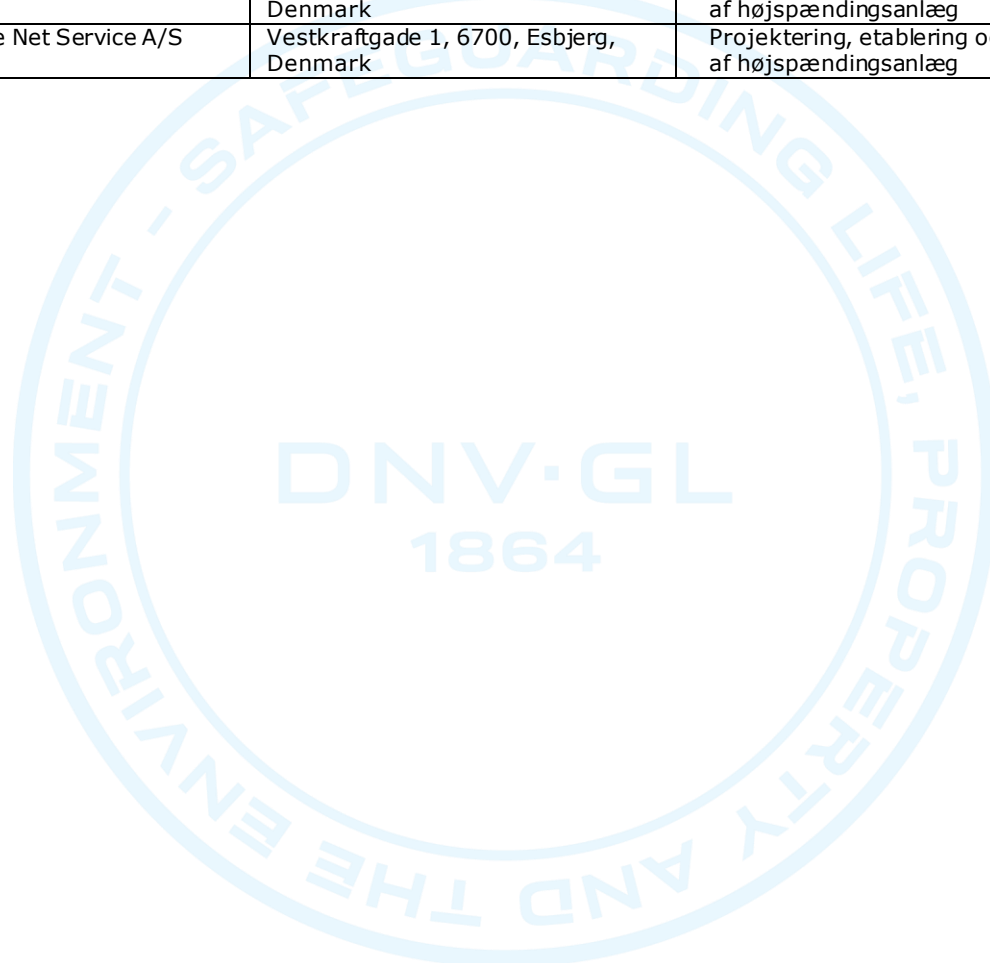 Denmark af højspændingsanlæg
e Net Service A/S Vestkraftgade 1, 6700, Esbjerg, Projektering, etablering o
Denmark af højspændingsanlæg
SAFEGUARDING LIFE, PROPERTY AND THE ENVIRONMENT -
DNV·GL
1864